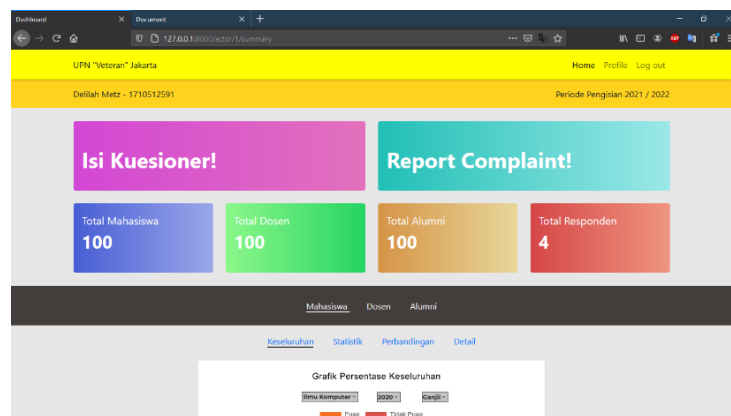 Dashboard Document
127.0.0.1:8000/actor/1/summary
UPN "Veteran" Jakarta Home Profile Log out
Delilah Metz - 1710512591 Periode Pengisian 2021 / 2022
Isi Kuesioner! Report Complaint!
Total Mahasiswa Total Dosen Total Alumni Total Responden
100 100 100 4
Mahasiswa Dosen Alumni
Keseluruhan Statistik Perbandingan Detail
Grafik Persentase Keseluruhan
Ilmu Komputer 2020 Ganjil
Puas Tidak Puas